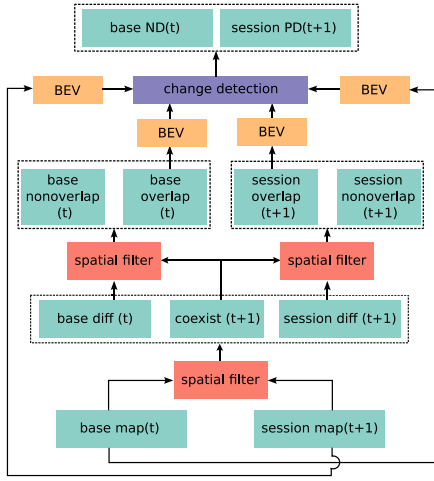 base ND(t)
session PD(t+1)
BEV
change detection
BEV
BEV
BEV
base
nonoverlap
(t)
base
overlap
(t)
session
overlap
(t+1)
session
nonoverlap
(t+1)
spatial filter
spatial filter
base diff (t)
coexist (t+1)
session diff (t+1)
spatial filter
base map(t)
session map(t+1)